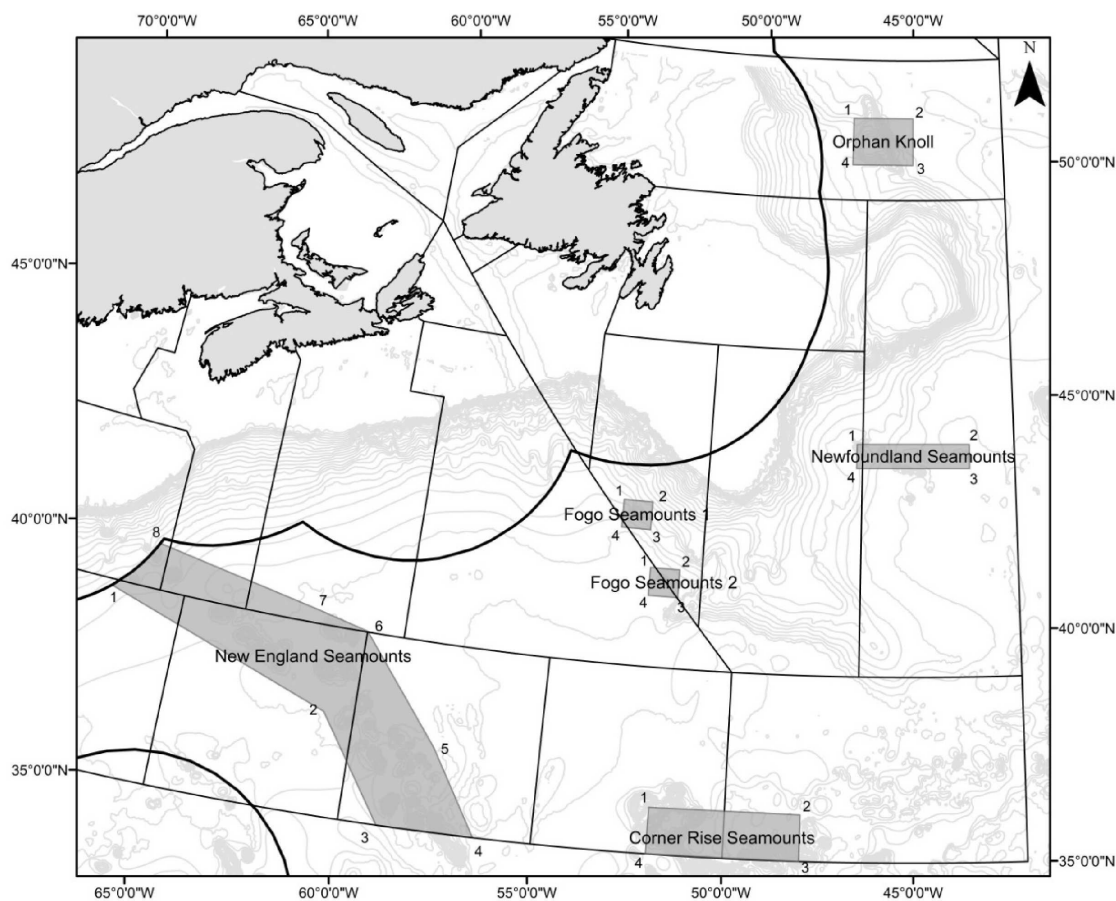 70°0'0"W 65°0'0"W 60°0'0"W 55°0'0"W 50°0'0"W 45°0'0"W
N
1 2
Orphan Knoll
4 3
50°0'0"N
45°0'0"N
45°0'0"N
1 2
Newfoundland Seamounts
4 3
1 2
Fogo Seamounts 1
4 3
40°0'0"N
8
1 2
Fogo Seamounts 2
4 3
1
7
6
40°0'0"N
New England Seamounts
2
5
35°0'0"N
1 2
Corner Rise Seamounts
3 4
4 3
35°0'0"N
65°0'0"W 60°0'0"W 55°0'0"W 50°0'0"W 45°0'0"W